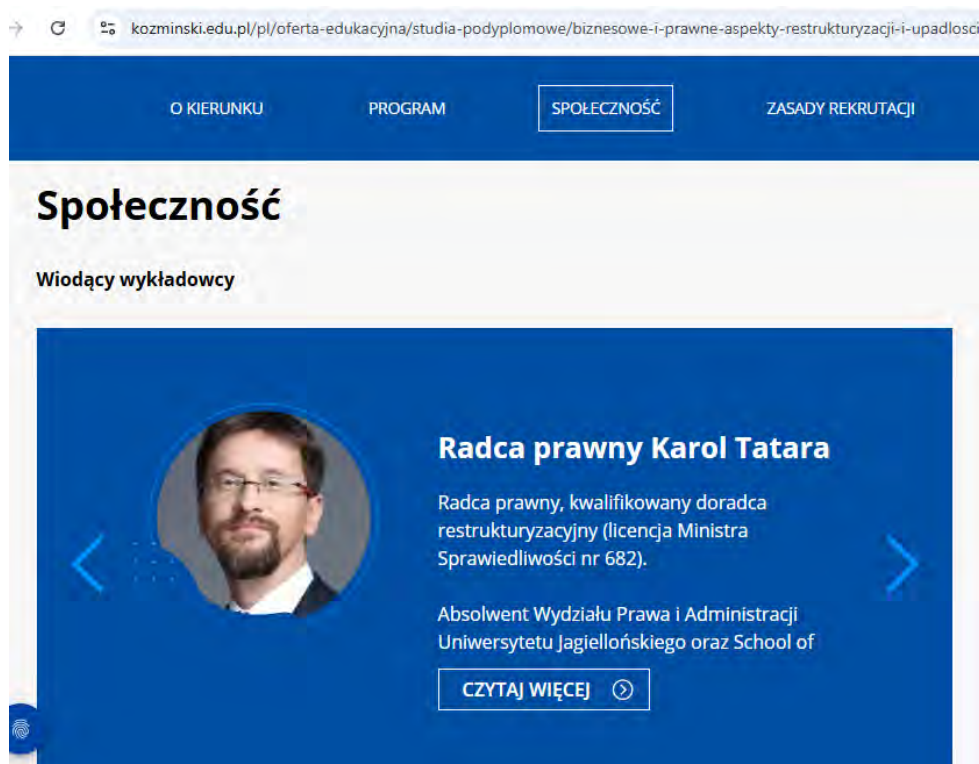 kozminski.edu.pl/pl/oferta-edukacyjna/studia-podyplomowe/biznesowe-i-prawne-aspekty-restrukturyzacji-i-upadlosci
O KIERUNKU PROGRAM SPOŁECZNOŚĆ ZASADY REKRUTACJI
Społeczność
Wiodący wykładowcy
Radca prawny Karol Tatara
Radca prawny, kwalifikowany doradca
restrukturyzacyjny (licencja Ministra
Sprawiedliwości nr 682).
Absolwent Wydziału Prawa i Administracji
Uniwersytetu Jagiellońskiego oraz School of
CZYTAJ WIĘCEJ